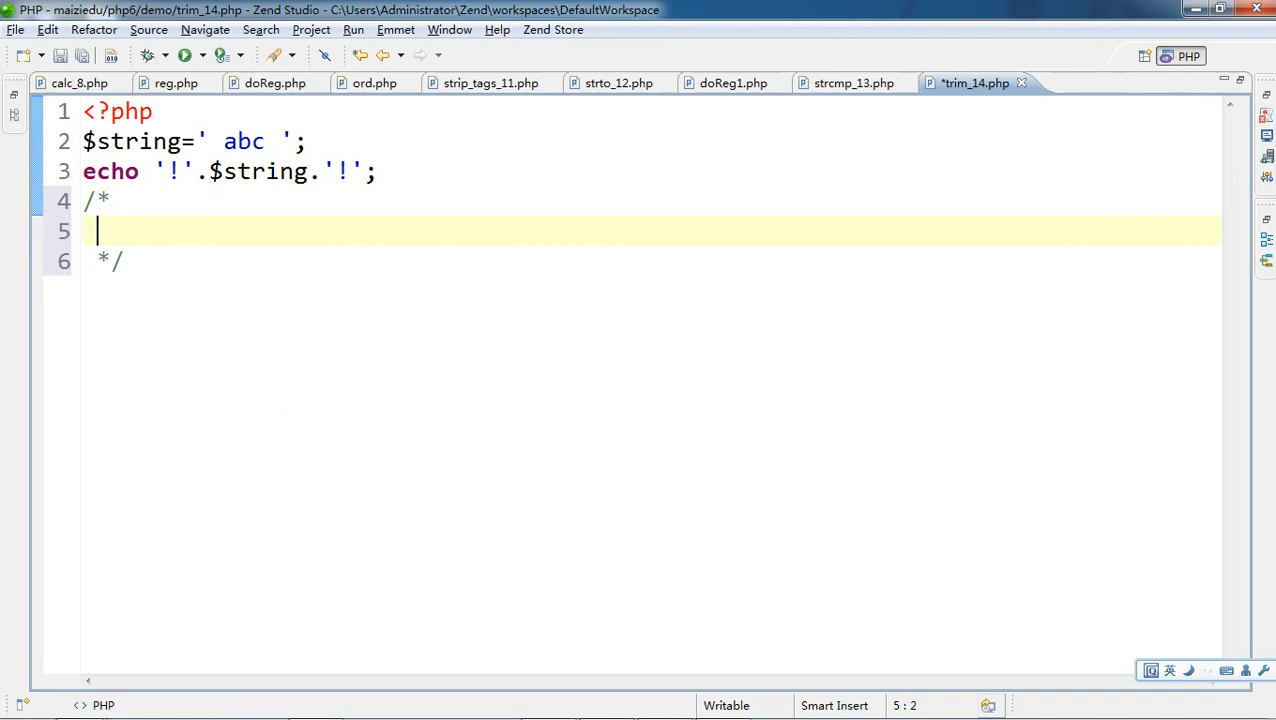 PHP - maiziedu/php6/demo/trim_14.php - Zend Studio - C:\Users\Administrator\Zend\workspaces\DefaultWorkspace
File Edit Refactor Source Navigate Search Project Run Emmet Window Help Zend Store
PHP
calc_8.php reg.php doReg.php ord.php strip_tags_11.php strto_12.php doReg1.php strcmp_13.php *trim_14.php
1 <?php
2 $string=' abc ';
3 echo '!'.$string.'!';
4 /*
5
6 */
英
PHP Writable Smart Insert 5 : 2